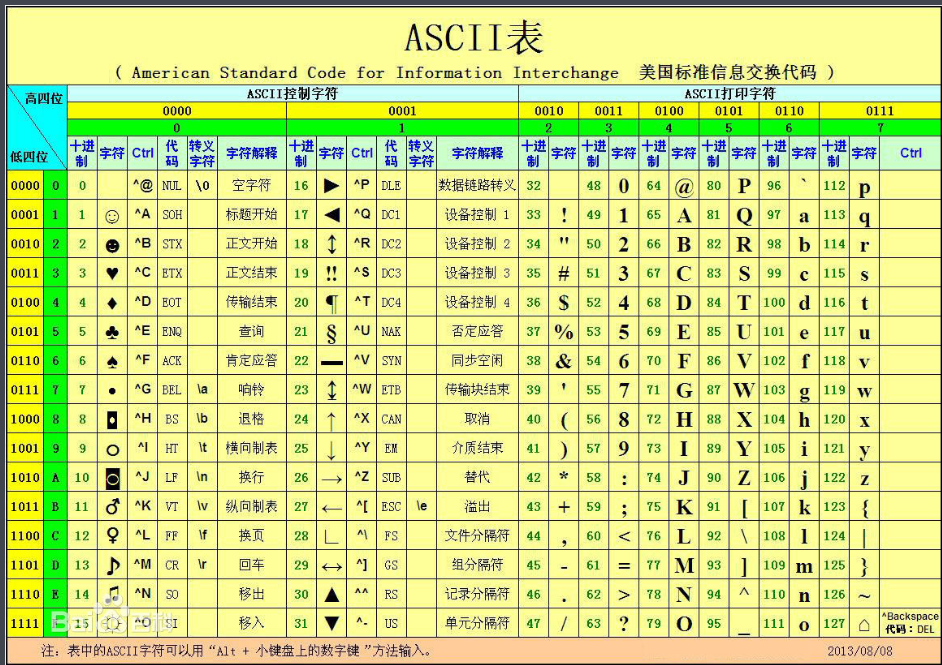 ASCII表
( American Standard Code for Information Interchange 美国标准信息交换代码 )
高四位 ASCII控制字符 ASCII打印字符
0000 0001 0010 0011 0100 0101 0110 0111
0 1 2 3 4 5 6 7
低四位 十进制 字符 Ctrl 代码 转义字符 字符解释 十进制 字符 Ctrl 代码 转义字符 字符解释 十进制 字符 十进制 字符 十进制 字符 十进制 字符 十进制 字符 十进制 字符 Ctrl
0000 0 0 ^@ NUL \0 空字符 16 ► ^P DLE 数据链路转义 32 48 0 64 @ 80 P 96 ` 112 p
0001 1 1 ☺ ^A SOH 标题开始 17 ◄ ^Q DC1 设备控制 1 33 ! 49 1 65 A 81 Q 97 a 113 q
0010 2 2 ☻ ^B STX 正文开始 18 ↕ ^R DC2 设备控制 2 34 " 50 2 66 B 82 R 98 b 114 r
0011 3 3 ♥ ^C ETX 正文结束 19 ‼ ^S DC3 设备控制 3 35 # 51 3 67 C 83 S 99 c 115 s
0100 4 4 ♦ ^D EOT 传输结束 20 ¶ ^T DC4 设备控制 4 36 $ 52 4 68 D 84 T 100 d 116 t
0101 5 5 ♣ ^E ENQ 查询 21 § ^U NAK 否定应答 37 % 53 5 69 E 85 U 101 e 117 u
0110 6 6 ♠ ^F ACK 肯定应答 22 ▬ ^V SYN 同步空闲 38 & 54 6 70 F 86 V 102 f 118 v
0111 7 7 • ^G BEL \a 响铃 23 ↨ ^W ETB 传输块结束 39 ' 55 7 71 G 87 W 103 g 119 w
1000 8 8 ◘ ^H BS \b 退格 24 ↑ ^X CAN 取消 40 ( 56 8 72 H 88 X 104 h 120 x
1001 9 9 ○ ^I HT \t 横向制表 25 ↓ ^Y EM 介质结束 41 ) 57 9 73 I 89 Y 105 i 121 y
1010 A 10 ◙ ^J LF \n 换行 26 → ^Z SUB 替代 42 * 58 : 74 J 90 Z 106 j 122 z
1011 B 11 ♂ ^K VT \v 纵向制表 27 ← ^[ ESC \e 溢出 43 + 59 ; 75 K 91 [ 107 k 123 {
1100 C 12 ♀ ^L FF \f 换页 28 ∟ ^\ FS 文件分隔符 44 , 60 < 76 L 92 \ 108 l 124 |
1101 D 13 ♪ ^M CR \r 回车 29 ↔ ^] GS 组分隔符 45 - 61 = 77 M 93 ] 109 m 125 }
1110 E 14 ♫ ^N SO 移出 30 ▲ ^^ RS 记录分隔符 46 . 62 > 78 N 94 ^ 110 n 126 ~
1111 F 15 ☼ ^O SI 移入 31 ▼ ^- US 单元分隔符 47 / 63 ? 79 O 95 _ 111 o 127 ⌂ ^Backspace 代码：DEL
Baidu百科
注：表中的ASCII字符可以用“Alt + 小键盘上的数字键”方法输入。 2013/08/08